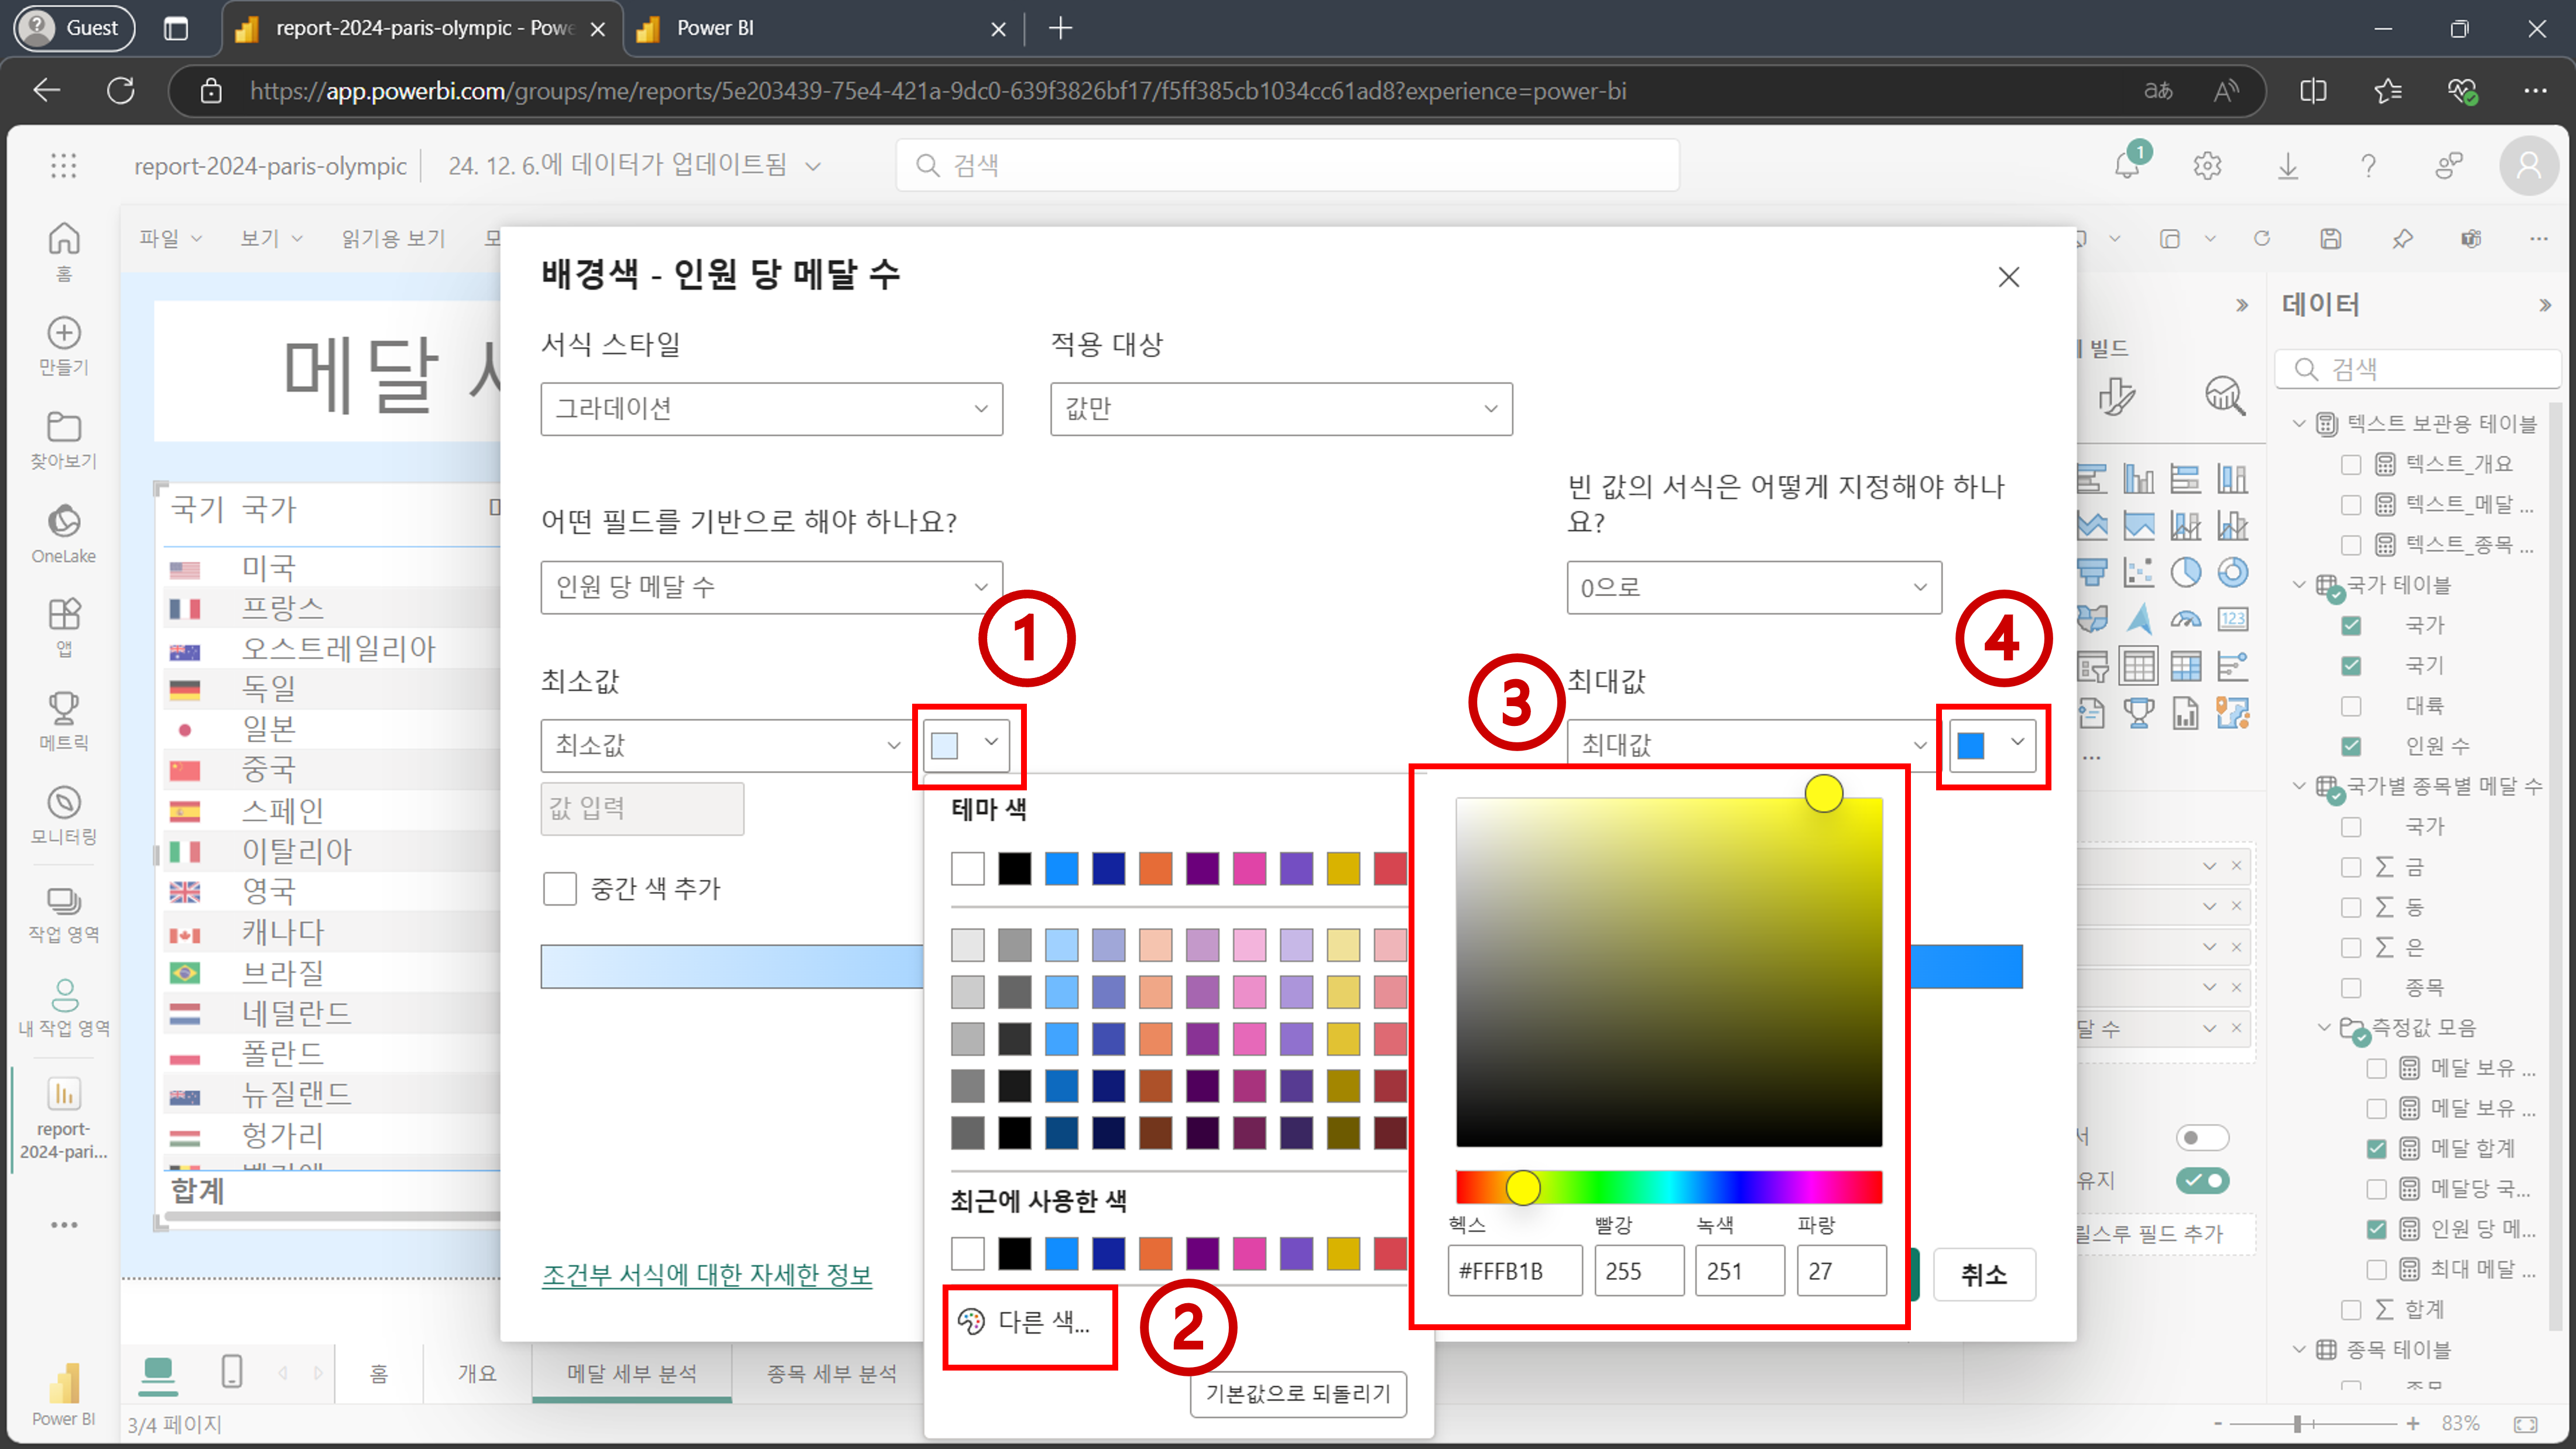 Guest
report-2024-paris-olympic - Powe
Power BI
https://app.powerbi.com/groups/me/reports/5e203439-75e4-421a-9dc0-639f3826bf17/f5ff385cb1034cc61ad8?experience=power-bi
report-2024-paris-olympic
24. 12. 6.에 데이터가 업데이트됨
검색
1
홈
만들기
찾아보기
OneLake
앱
메트릭
모니터링
작업 영역
내 작업 영역
report-
2024-pari...
Power BI
파일
보기
읽기용 보기
메달
국기 국가
미국
프랑스
오스트레일리아
독일
일본
중국
스페인
이탈리아
영국
캐나다
브라질
네덜란드
폴란드
뉴질랜드
헝가리
합계
배경색 - 인원 당 메달 수
서식 스타일
적용 대상
그라데이션
값만
어떤 필드를 기반으로 해야 하나요?
빈 값의 서식은 어떻게 지정해야 하나
요?
인원 당 메달 수
0으로
1
4
3
최소값
최대값
최소값
최대값
값 입력
중간 색 추가
테마 색
최근에 사용한 색
다른 색...
2
기본값으로 되돌리기
헥스
빨강
녹색
파랑
#FFFB1B
255
251
27
조건부 서식에 대한 자세한 정보
취소
빌드
123
달 수
서
유지
릴스루 필드 추가
데이터
검색
텍스트 보관용 테이블
텍스트_개요
텍스트_메달 ...
텍스트_종목 ...
국가 테이블
국가
국기
대륙
인원 수
국가별 종목별 메달 수
국가
금
동
은
종목
측정값 모음
메달 보유 ...
메달 보유 ...
메달 합계
메달당 국...
인원 당 메...
최대 메달 ...
합계
종목 테이블
홈
개요
메달 세부 분석
종목 세부 분석
3/4 페이지
- + 83%